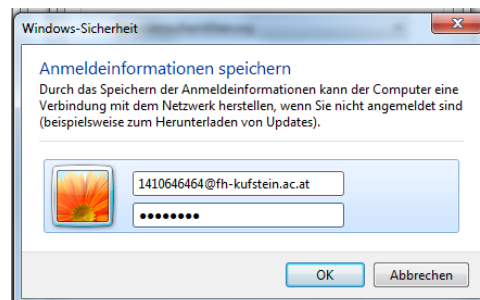 Windows-Sicherheit
Anmeldeinformationen speichern
Durch das Speichern der Anmeldeinformationen kann der Computer eine
Verbindung mit dem Netzwerk herstellen, wenn Sie nicht angemeldet sind
(beispielsweise zum Herunterladen von Updates).
1410646464@fh-kufstein.ac.at
●●●●●●●●
OK Abbrechen